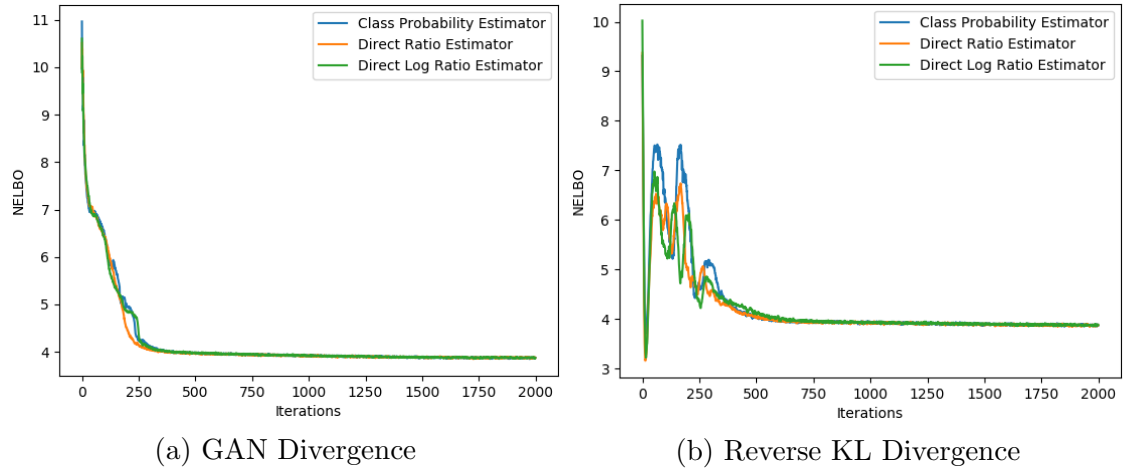 11
10
9
8
7
6
5
4
NELBO
Class Probability Estimator
Direct Ratio Estimator
Direct Log Ratio Estimator
0 250 500 750 1000 1250 1500 1750 2000
Iterations
(a) GAN Divergence
10
9
8
7
6
5
4
3
NELBO
Class Probability Estimator
Direct Ratio Estimator
Direct Log Ratio Estimator
0 250 500 750 1000 1250 1500 1750 2000
Iterations
(b) Reverse KL Divergence